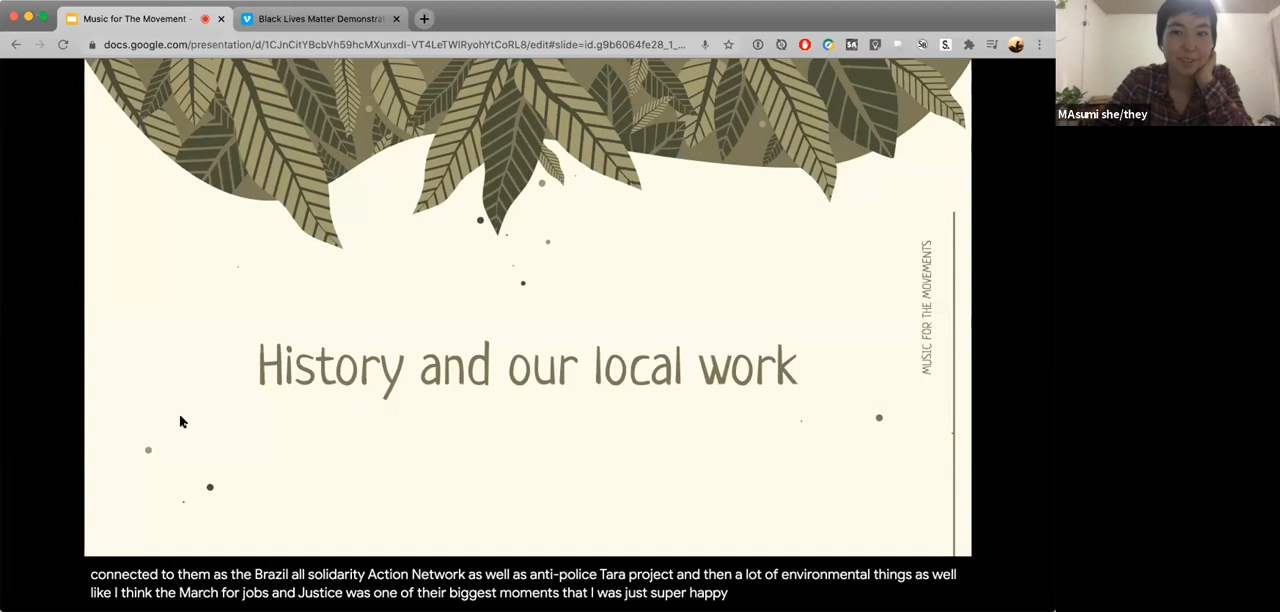 Music for The Movement -
Black Lives Matter Demonstra
docs.google.com/presentation/d/1CJnCitYBcbVh59hcMXunxdl-VT4LeTWlRyohYtCoRL8/edit#slide=id.g9b6064fe28_1_...
MAsumi she/they
MUSIC FOR THE MOVEMENTS
History and our local work
connected to them as the Brazil all solidarity Action Network as well as anti-police Tara project and then a lot of environmental things as well
like I think the March for jobs and Justice was one of their biggest moments that I was just super happy